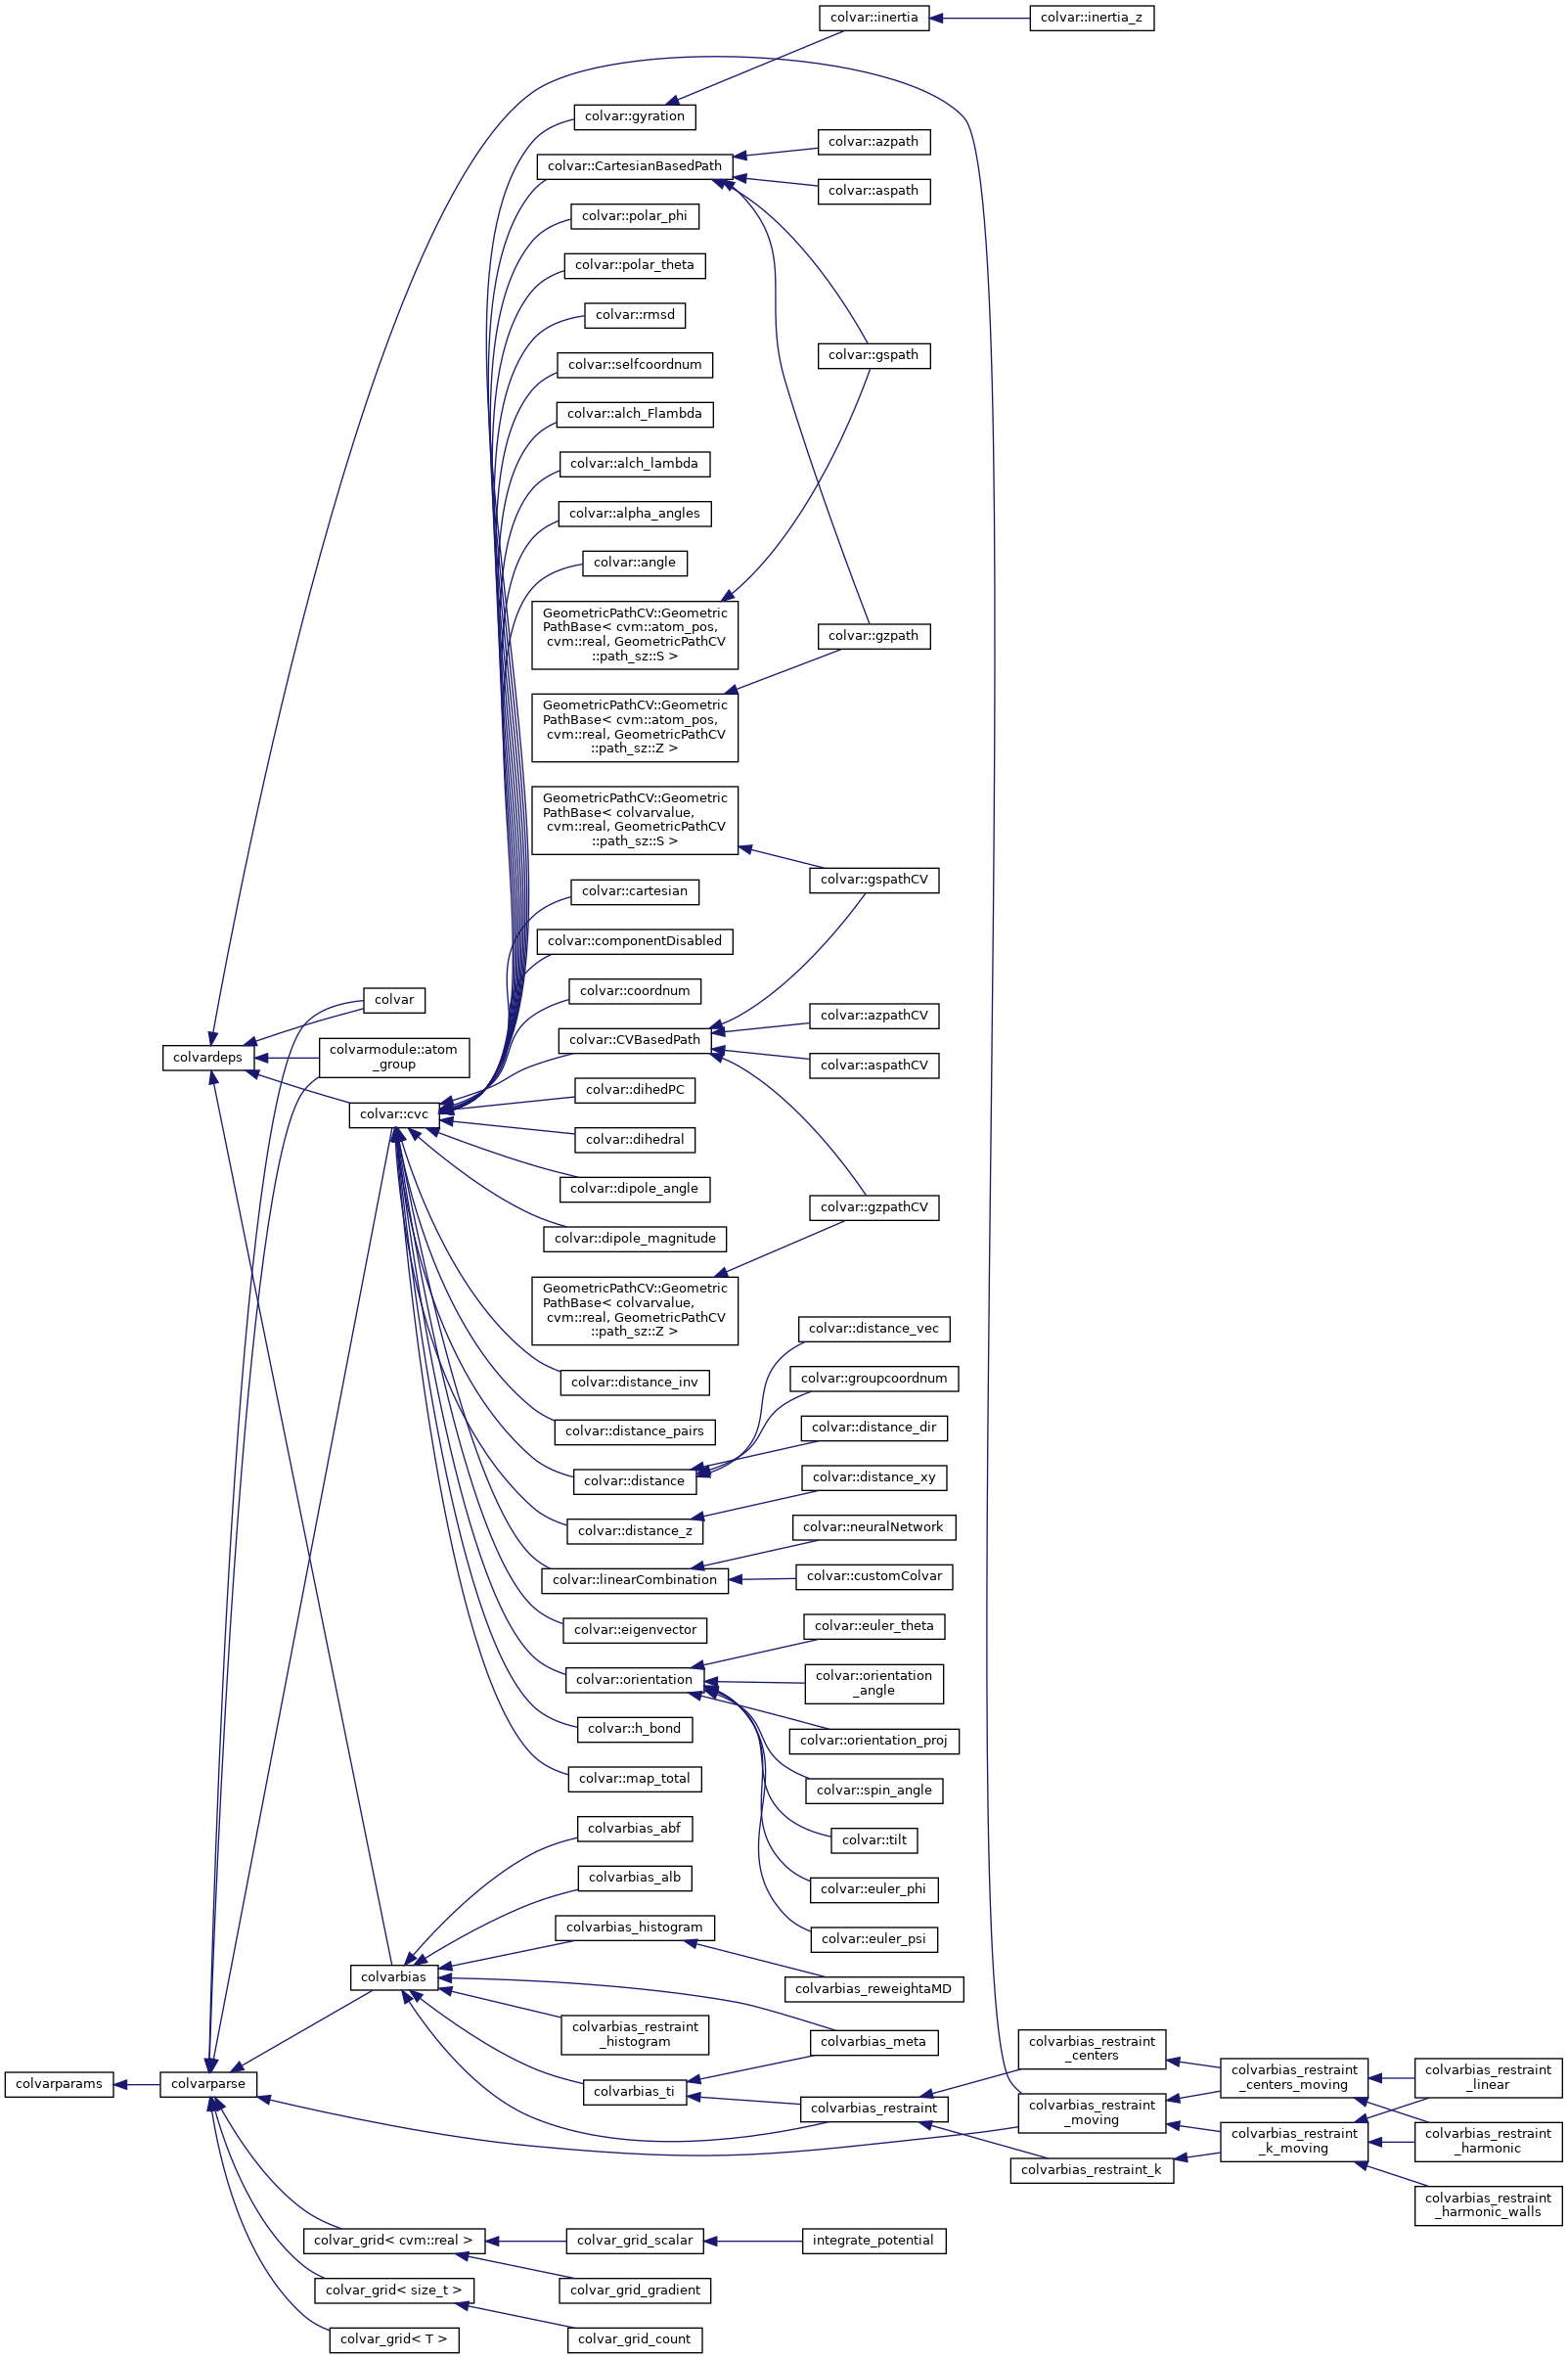 colvar::inertia
colvar::inertia_z
colvar::gyration
colvar::azpath
colvar::CartesianBasedPath
colvar::aspath
colvar::polar_phi
colvar::polar_theta
colvar::rmsd
colvar::gspath
colvar::selfcoordnum
colvar::alch_Flambda
colvar::alch_lambda
colvar::alpha_angles
colvar::angle
GeometricPathCV::Geometric
PathBase< cvm::atom_pos,
cvm::real, GeometricPathCV
::path_sz::S >
colvar::gzpath
GeometricPathCV::Geometric
PathBase< cvm::atom_pos,
cvm::real, GeometricPathCV
::path_sz::Z >
GeometricPathCV::Geometric
PathBase< colvarvalue,
cvm::real, GeometricPathCV
::path_sz::S >
colvar::gspathCV
colvar::cartesian
colvar::componentDisabled
colvar::coordnum
colvar
colvar::azpathCV
colvar::CVBasedPath
colvardeps
colvarmodule::atom
_group
colvar::aspathCV
colvar::dihedPC
colvar::cvc
colvar::dihedral
colvar::dipole_angle
colvar::gzpathCV
colvar::dipole_magnitude
GeometricPathCV::Geometric
PathBase< colvarvalue,
cvm::real, GeometricPathCV
::path_sz::Z >
colvar::distance_vec
colvar::distance_inv
colvar::groupcoordnum
colvar::distance_pairs
colvar::distance_dir
colvar::distance
colvar::distance_xy
colvar::distance_z
colvar::neuralNetwork
colvar::linearCombination
colvar::customColvar
colvar::eigenvector
colvar::euler_theta
colvar::orientation
colvar::orientation
_angle
colvar::h_bond
colvar::orientation_proj
colvar::map_total
colvar::spin_angle
colvarbias_abf
colvar::tilt
colvarbias_alb
colvar::euler_phi
colvarbias_histogram
colvar::euler_psi
colvarbias
colvarbias_reweightaMD
colvarbias_restraint
_histogram
colvarbias_meta
colvarbias_restraint
_centers
colvarparams
colvarparse
colvarbias_ti
colvarbias_restraint
colvarbias_restraint
_moving
colvarbias_restraint
_centers_moving
colvarbias_restraint
_linear
colvarbias_restraint
_k_moving
colvarbias_restraint
_harmonic
colvarbias_restraint_k
colvarbias_restraint
_harmonic_walls
colvar_grid< cvm::real >
colvar_grid_scalar
integrate_potential
colvar_grid< size_t >
colvar_grid_gradient
colvar_grid< T >
colvar_grid_count